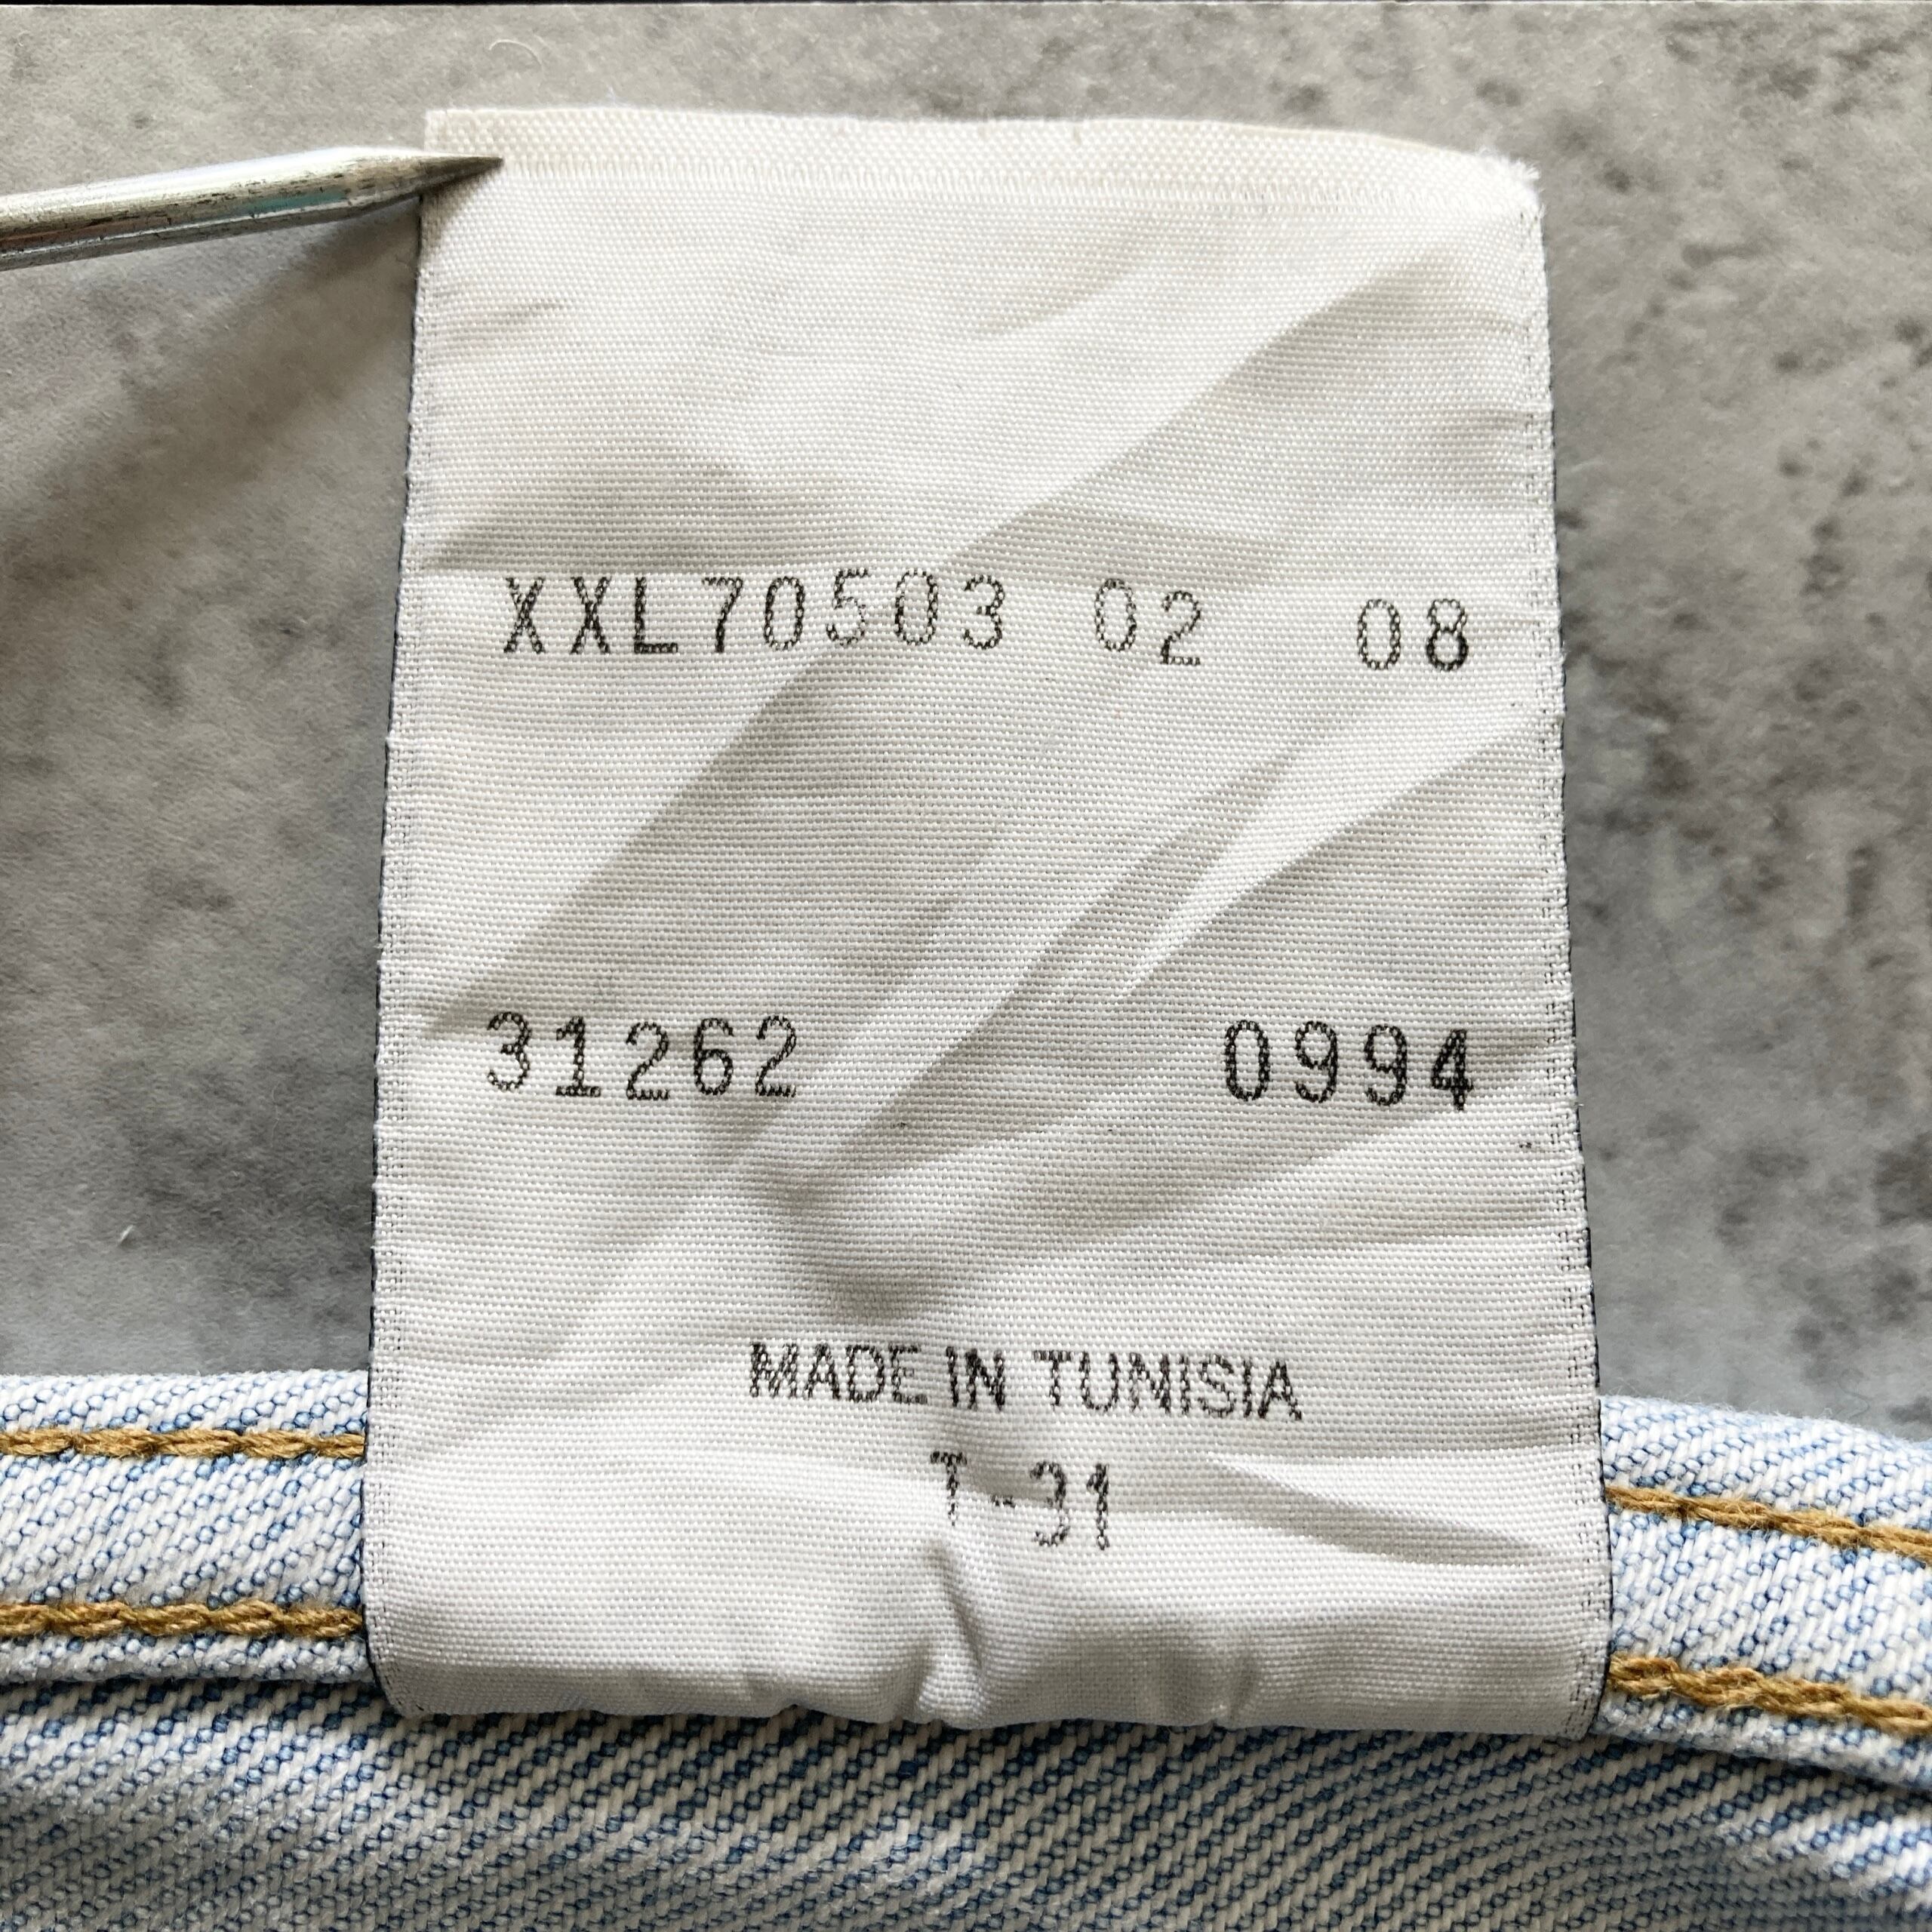 XXL70503 02 08
31262 0994
MADE IN TUNISIA
T-31